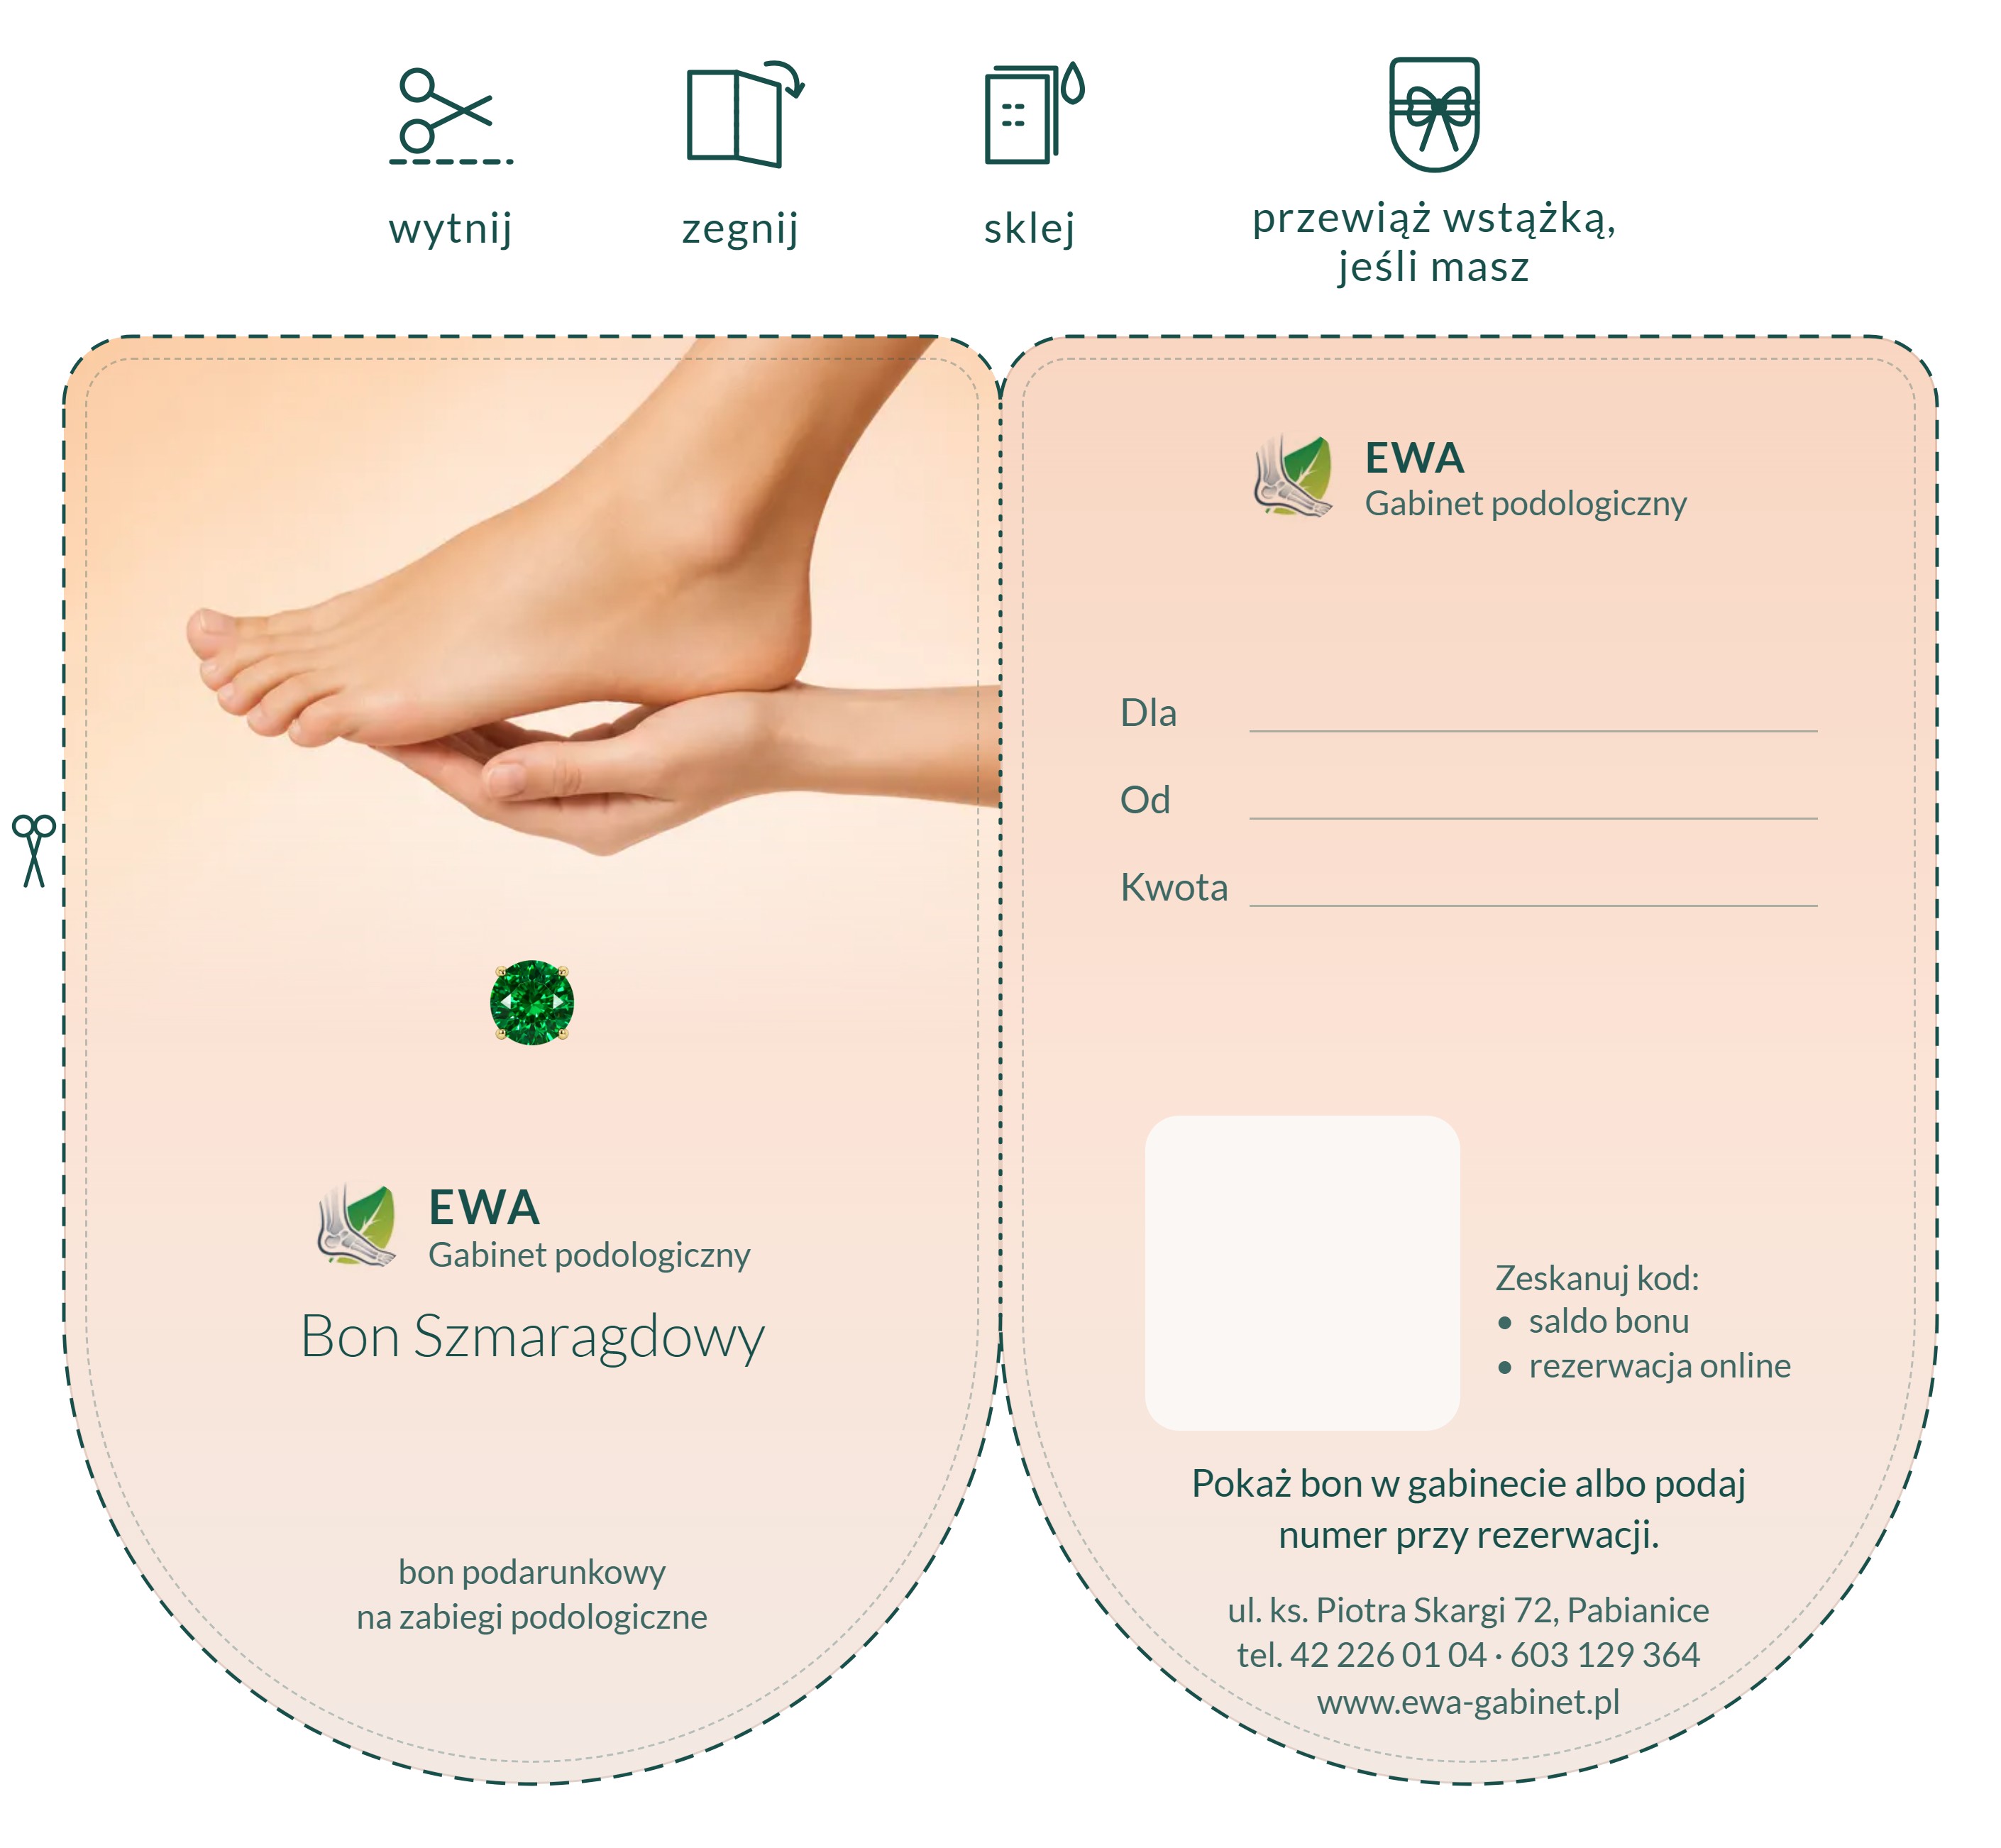 wytnij
zegnij
sklej
przewiąż wstążką,
jeśli masz
EWA
Gabinet podologiczny
Bon Szmaragdowy
bon podarunkowy
na zabiegi podologiczne
EWA
Gabinet podologiczny
Dla
Od
Kwota
Zeskanuj kod:
• saldo bonu
• rezerwacja online
Pokaż bon w gabinecie albo podaj
numer przy rezerwacji.
ul. ks. Piotra Skargi 72, Pabianice
tel. 42 226 01 04 · 603 129 364
www.ewa-gabinet.pl